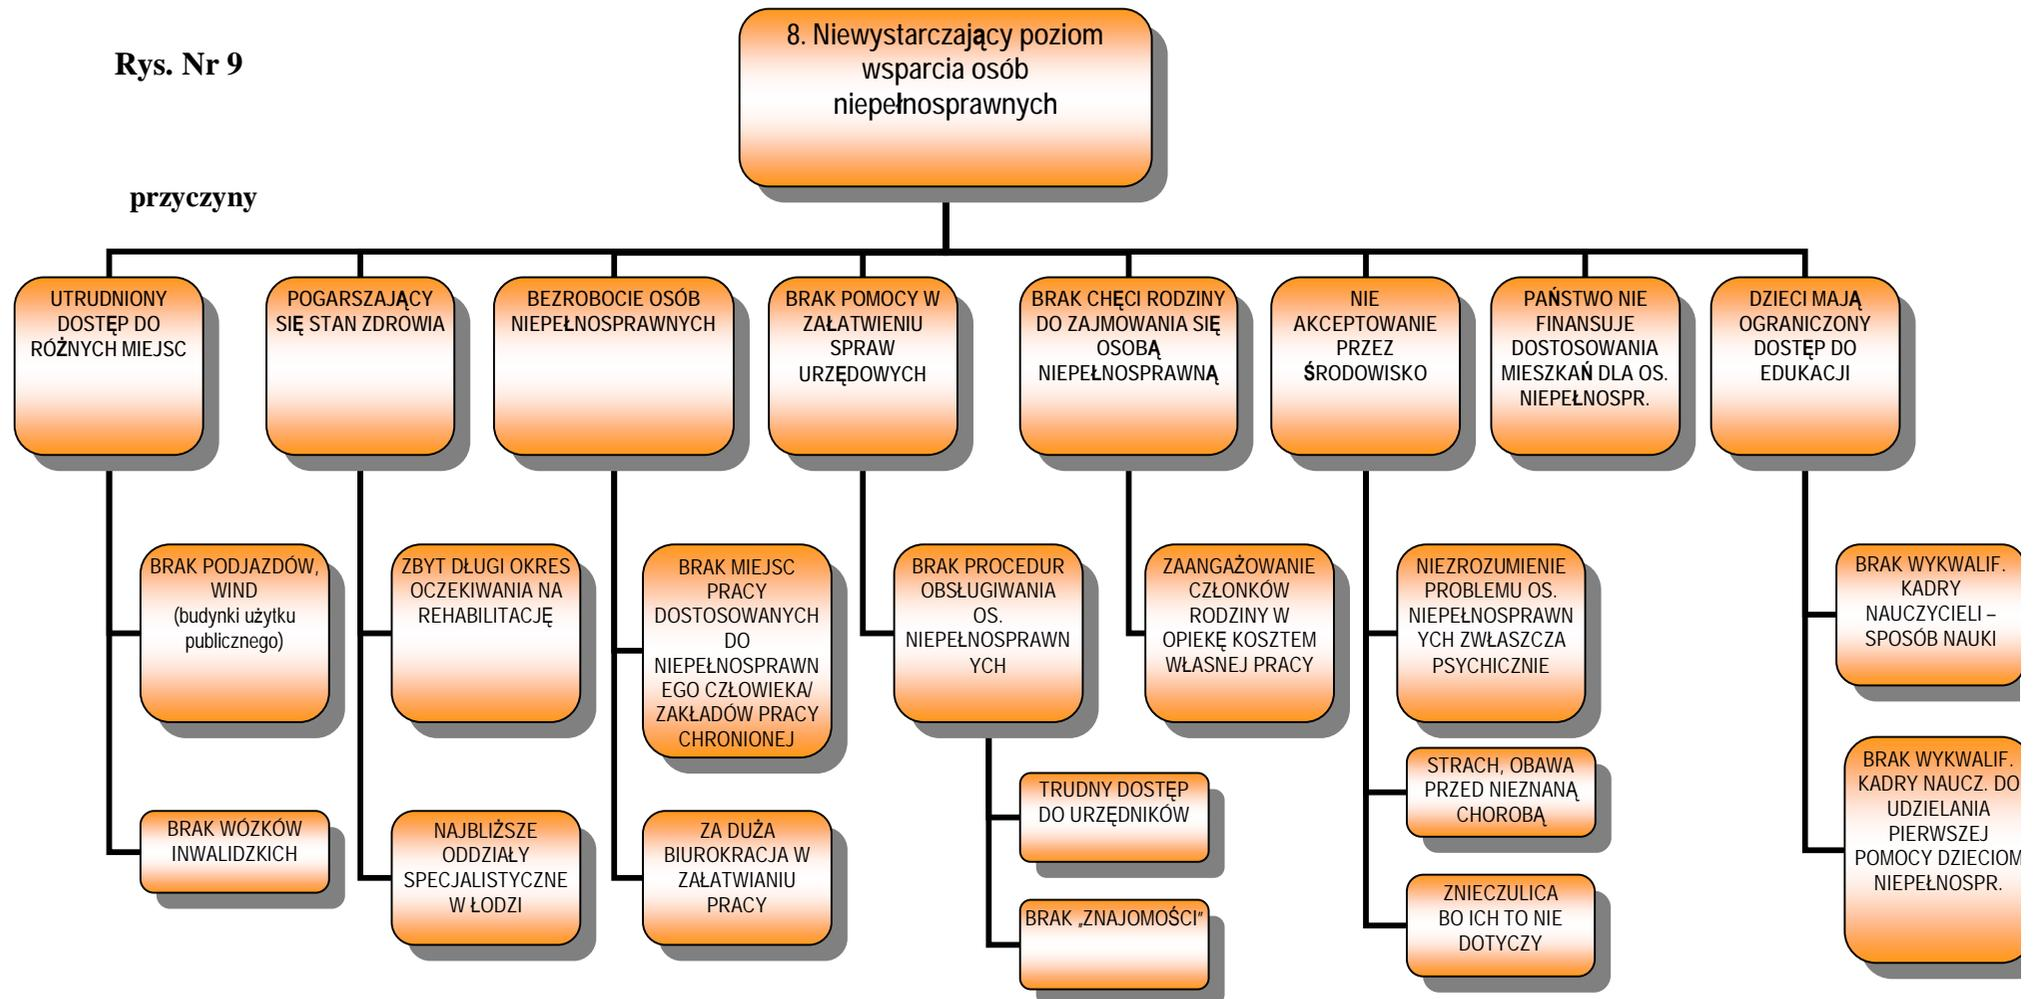 Rys. Nr 9
8. Niewystarczający poziom
wsparcia osób
niepełnosprawnych
przyczyny
UTRUDNIONY
DOSTĘP DO
RÓŻNYCH MIEJSC
POGARSZAJĄCY
SIĘ STAN ZDROWIA
BEZROBOCIE OSÓB
NIEPEŁNOSPRAWNYCH
BRAK POMOCY W
ZAŁATWIENIU
SPRAW
URZĘDOWYCH
BRAK CHĘCI RODZINY
DO ZAJMOWANIA SIĘ
OSOBĄ
NIEPEŁNOSPRAWNĄ
NIE
AKCEPTOWANIE
PRZEZ
ŚRODOWISKO
PAŃSTWO NIE
FINANSUJE
DOSTOSOWANIA
MIESZKAŃ DLA OS.
NIEPEŁNOSPR.
DZIECI MAJĄ
OGRANICZONY
DOSTĘP DO
EDUKACJI
BRAK PODJAZDÓW,
WIND
(budynki użytku
publicznego)
ZBYT DŁUGI OKRES
OCZEKIWANIA NA
REHABILITACJĘ
BRAK MIEJSC
PRACY
DOSTOSOWANYCH
DO
NIEPEŁNOSPRAWN
EGO CZŁOWIEKA/
ZAKŁADÓW PRACY
CHRONIONEJ
BRAK PROCEDUR
OBSŁUGIWANIA
OS.
NIEPEŁNOSPRAWN
YCH
ZAANGAŻOWANIE
CZŁONKÓW
RODZINY W
OPIEKĘ KOSZTEM
WŁASNEJ PRACY
NIEZROZUMIENIE
PROBLEMU OS.
NIEPEŁNOSPRAWN
YCH ZWŁASZCZA
PSYCHICZNIE
BRAK WYKWALIF.
KADRY
NAUCZYCIELI –
SPOSÓB NAUKI
BRAK WÓZKÓW
INWALIDZKICH
NAJBLIŻSZE
ODDZIAŁY
SPECJALISTYCZNE
W ŁODZI
ZA DUŻA
BIUROKRACJA W
ZAŁATWIANIU
PRACY
TRUDNY DOSTĘP
DO URZĘDNIKÓW
BRAK „ZNAJOMOŚCI"
STRACH, OBAWA
PRZED NIEZNANĄ
CHOROBĄ
ZNIECZULICA
BO ICH TO NIE
DOTYCZY
BRAK WYKWALIF.
KADRY NAUCZ. DO
UDZIELANIA
PIERWSZEJ
POMOCY DZIECIOM
NIEPEŁNOSPR.